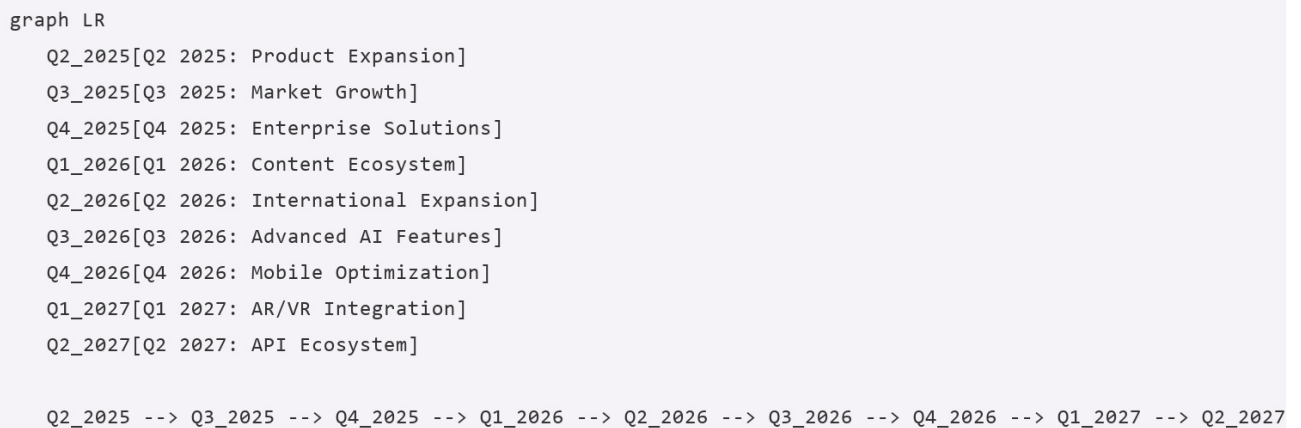 graph LR
Q2_2025[Q2 2025: Product Expansion]
Q3_2025[Q3 2025: Market Growth]
Q4_2025[Q4 2025: Enterprise Solutions]
Q1_2026[Q1 2026: Content Ecosystem]
Q2_2026[Q2 2026: International Expansion]
Q3_2026[Q3 2026: Advanced AI Features]
Q4_2026[Q4 2026: Mobile Optimization]
Q1_2027[Q1 2027: AR/VR Integration]
Q2_2027[Q2 2027: API Ecosystem]
Q2_2025 --> Q3_2025 --> Q4_2025 --> Q1_2026 --> Q2_2026 --> Q3_2026 --> Q4_2026 --> Q1_2027 --> Q2_2027